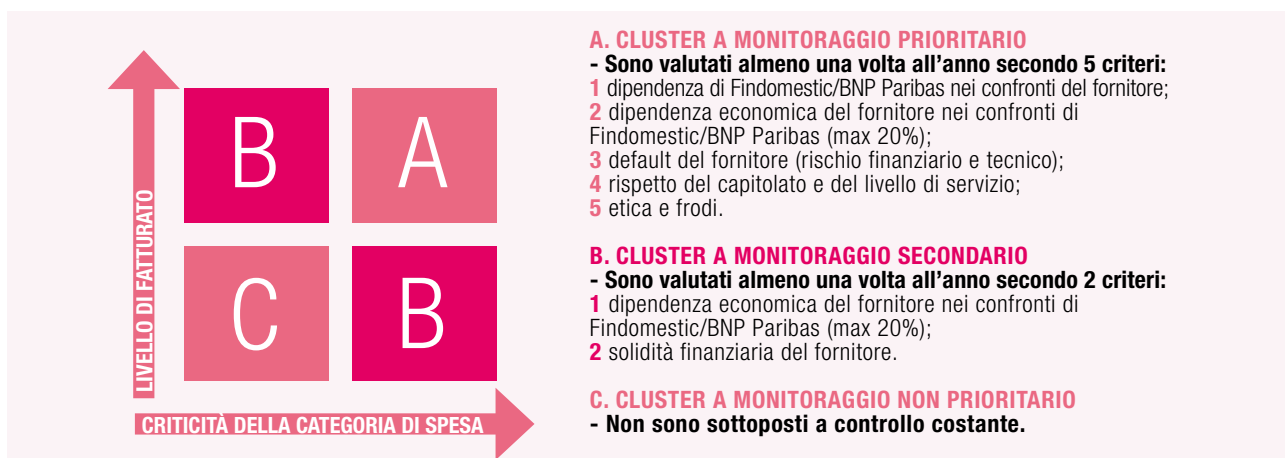 B
A
C
B
LIVELLO DI FATTURATO
CRITICITÀ DELLA CATEGORIA DI SPESA
A. CLUSTER A MONITORAGGIO PRIORITARIO
- Sono valutati almeno una volta all'anno secondo 5 criteri:
1 dipendenza di Findomestic/BNP Paribas nei confronti del fornitore;
2 dipendenza economica del fornitore nei confronti di
Findomestic/BNP Paribas (max 20%);
3 default del fornitore (rischio finanziario e tecnico);
4 rispetto del capitolato e del livello di servizio;
5 etica e frodi.
B. CLUSTER A MONITORAGGIO SECONDARIO
- Sono valutati almeno una volta all'anno secondo 2 criteri:
1 dipendenza economica del fornitore nei confronti di
Findomestic/BNP Paribas (max 20%);
2 solidità finanziaria del fornitore.
C. CLUSTER A MONITORAGGIO NON PRIORITARIO
- Non sono sottoposti a controllo costante.